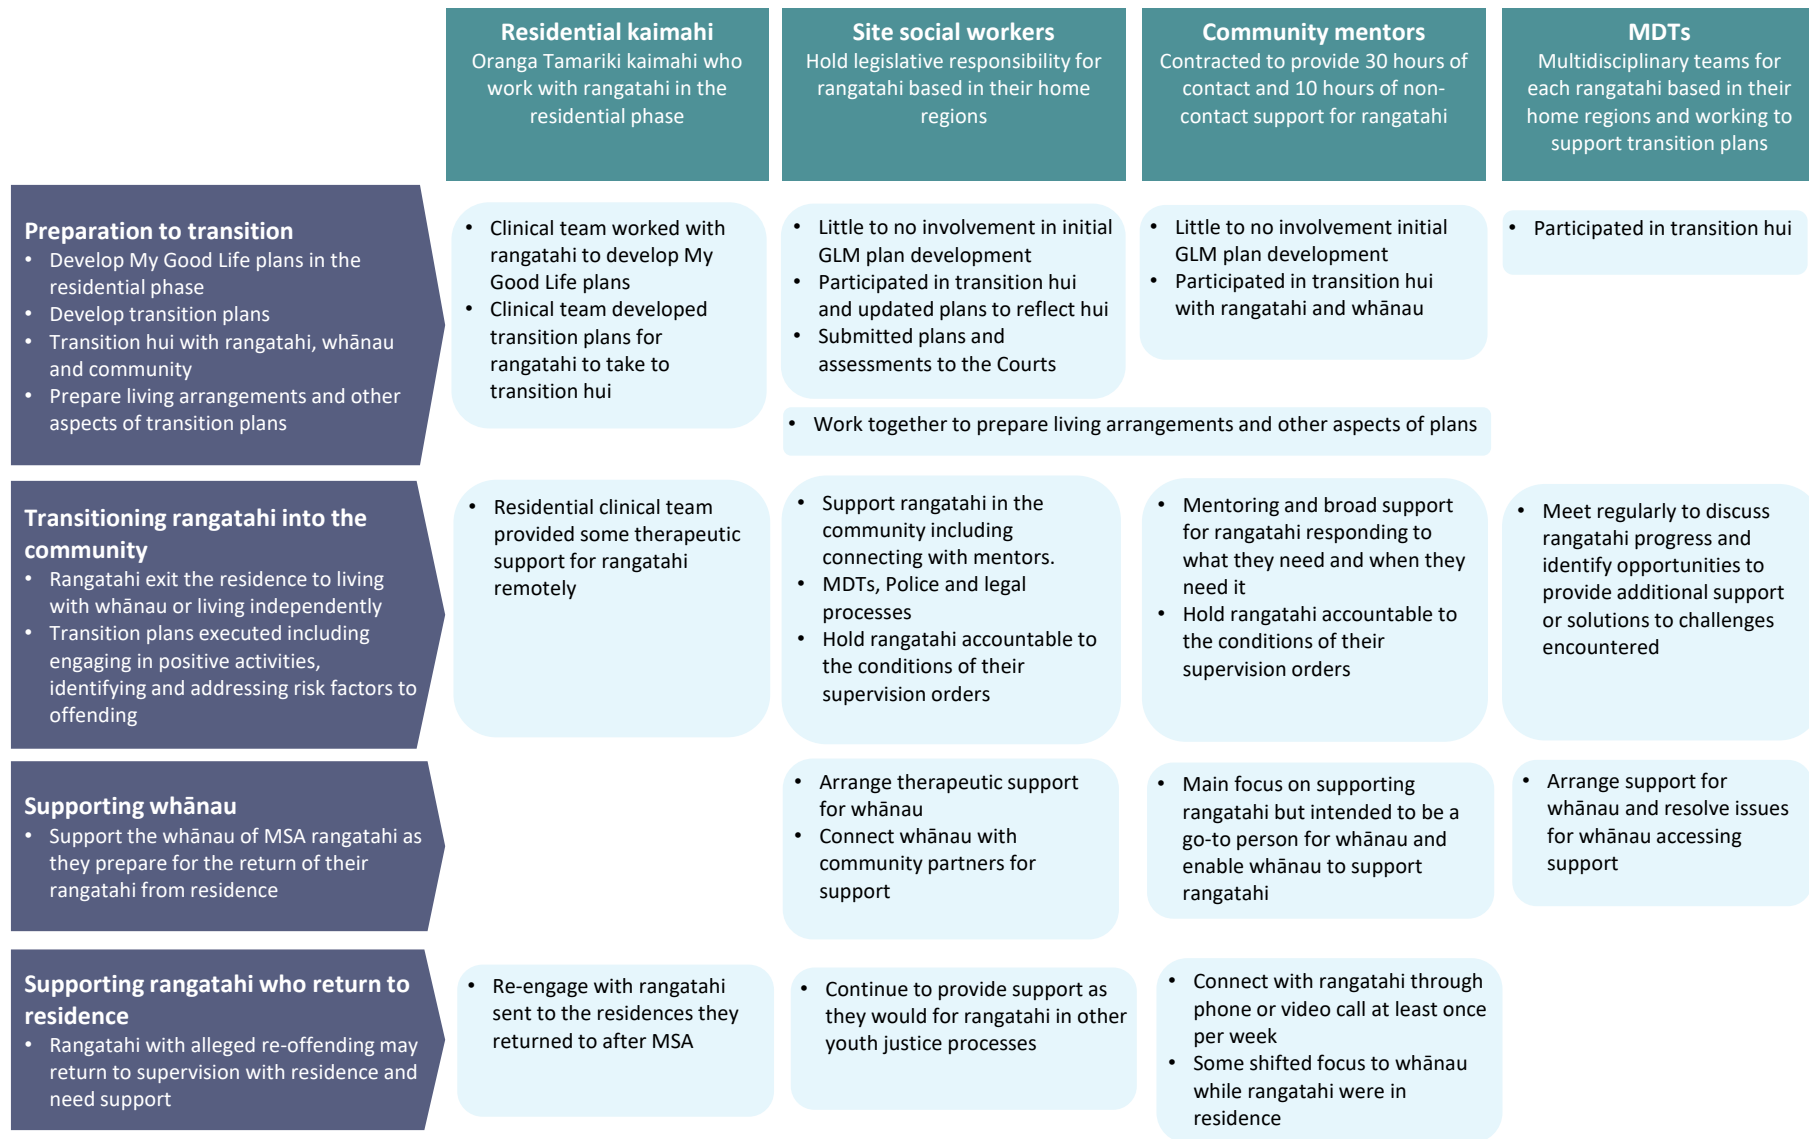 Residential kaimahi
Oranga Tamariki kaimahi who
work with rangatahi in the
residential phase
Site social workers
Hold legislative responsibility for
rangatahi based in their home
regions
Community mentors
Contracted to provide 30 hours of
contact and 10 hours of non-
contact support for rangatahi
MDTs
Multidisciplinary teams for
each rangatahi based in their
home regions and working to
support transition plans
Preparation to transition
• Develop My Good Life plans in the
residential phase
• Develop transition plans
• Transition hui with rangatahi, whānau
and community
• Prepare living arrangements and other
aspects of transition plans
• Clinical team worked with
rangatahi to develop My
Good Life plans
• Clinical team developed
transition plans for
rangatahi to take to
transition hui
• Little to no involvement in initial
GLM plan development
• Participated in transition hui
and updated plans to reflect hui
• Submitted plans and
assessments to the Courts
• Little to no involvement initial
GLM plan development
• Participated in transition hui
with rangatahi and whānau
• Participated in transition hui
• Work together to prepare living arrangements and other aspects of plans
Transitioning rangatahi into the
community
• Rangatahi exit the residence to living
with whānau or living independently
• Transition plans executed including
engaging in positive activities,
identifying and addressing risk factors to
offending
• Residential clinical team
provided some therapeutic
support for rangatahi
remotely
• Support rangatahi in the
community including
connecting with mentors.
• MDTs, Police and legal
processes
• Hold rangatahi accountable to
the conditions of their
supervision orders
• Mentoring and broad support
for rangatahi responding to
what they need and when they
need it
• Hold rangatahi accountable to
the conditions of their
supervision orders
• Meet regularly to discuss
rangatahi progress and
identify opportunities to
provide additional support
or solutions to challenges
encountered
Supporting whānau
• Support the whānau of MSA rangatahi as
they prepare for the return of their
rangatahi from residence
• Arrange therapeutic support
for whānau
• Connect whānau with
community partners for
support
• Main focus on supporting
rangatahi but intended to be a
go-to person for whānau and
enable whānau to support
rangatahi
• Arrange support for
whānau and resolve issues
for whānau accessing
support
Supporting rangatahi who return to
residence
• Rangatahi with alleged re-offending may
return to supervision with residence and
need support
• Re-engage with rangatahi
sent to the residences they
returned to after MSA
• Continue to provide support as
they would for rangatahi in other
youth justice processes
• Connect with rangatahi through
phone or video call at least once
per week
• Some shifted focus to whānau
while rangatahi were in
residence